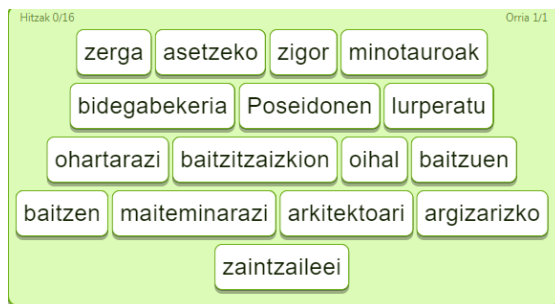 Hitzak 0/16 Orria 1/1
zerga asetzeko zigor minotauroak
bidegabekeria Poseidonen lurperatu
ohartarazi baitzitzaizkion oihal baitzuen
baitzen maiteminarazi arkitektoari argizarizko
zaintzaileei